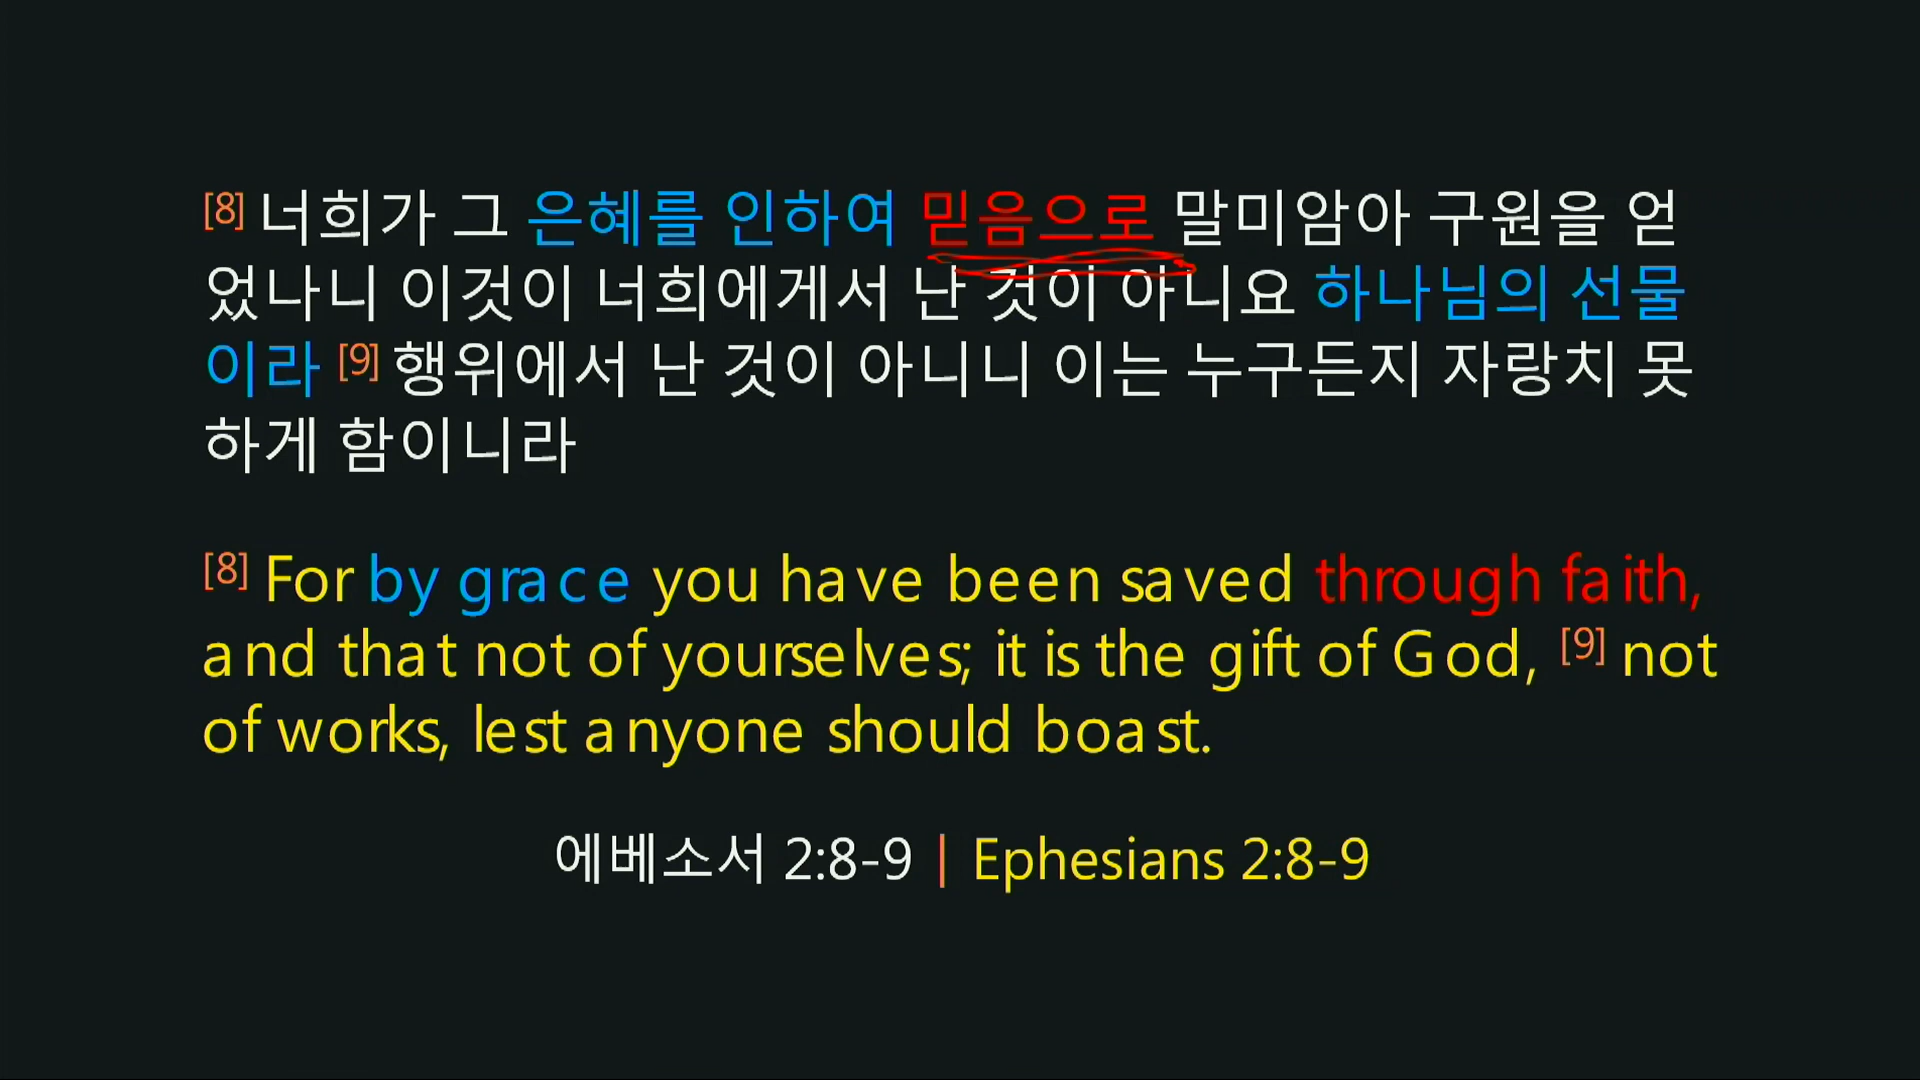 [8] 너희가 그 은혜를 인하여 믿음으로 말미암아 구원을 얻
었나니 이것이 너희에게서 난 것이 아니요 하나님의 선물
이라 [9] 행위에서 난 것이 아니니 이는 누구든지 자랑치 못
하게 함이니라
[8] For by grace you have been saved through faith,
and that not of yourselves; it is the gift of God, [9] not
of works, lest anyone should boast.
에베소서 2:8-9 | Ephesians 2:8-9